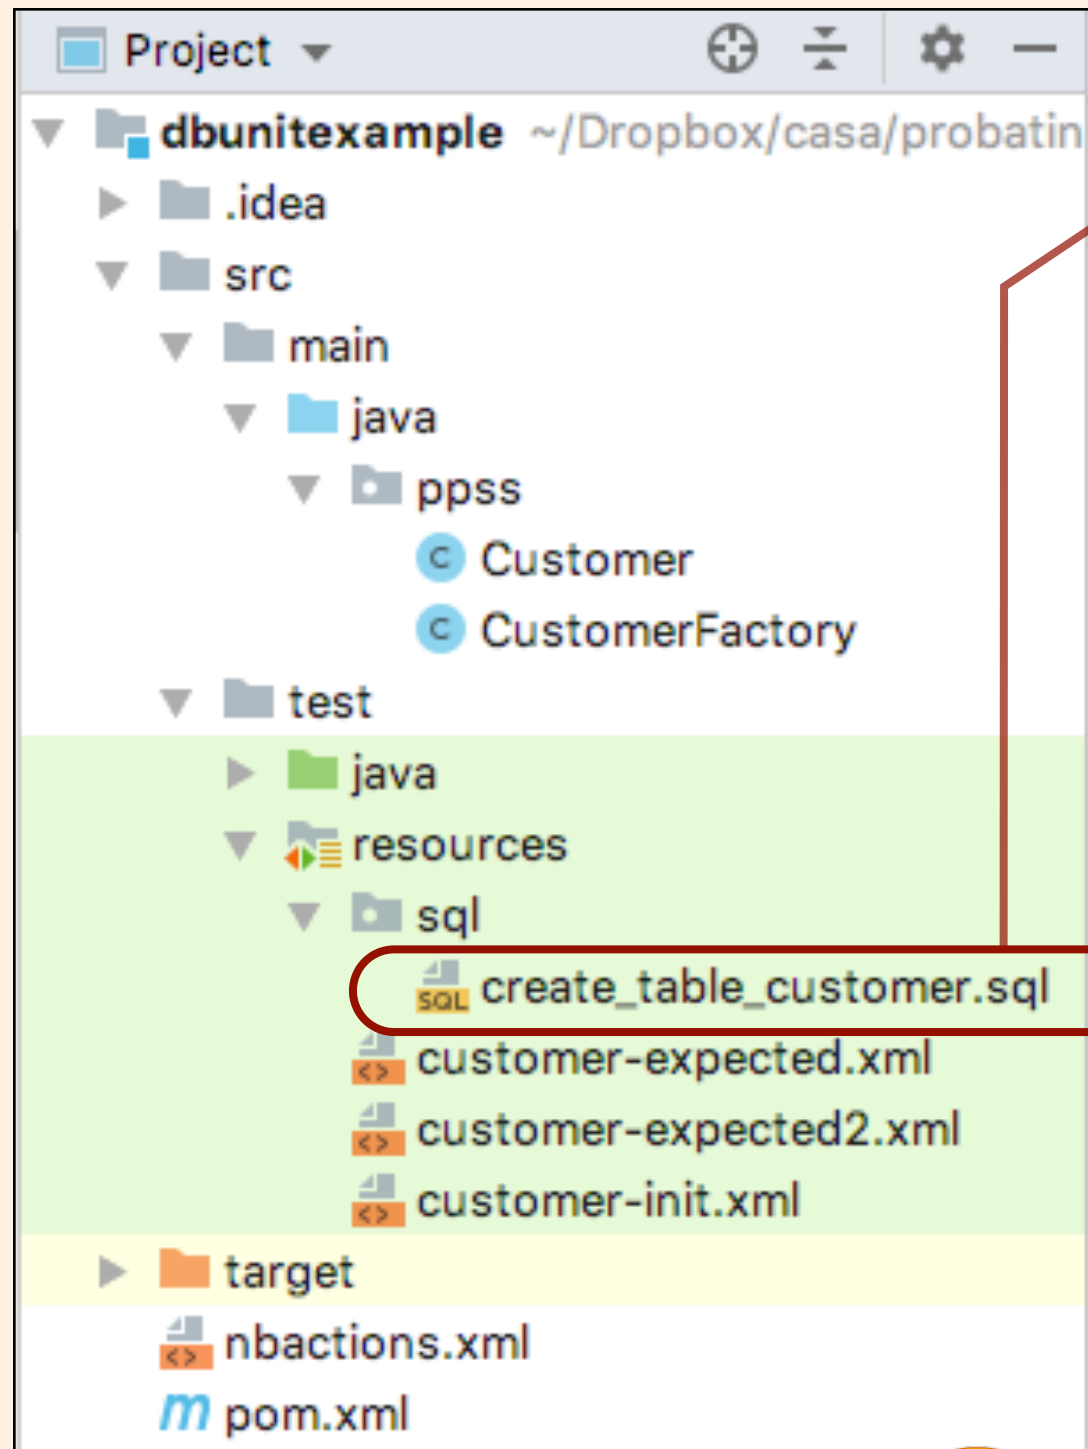 Project
dbunitexample ~/Dropbox/casa/probatin
.idea
src
main
java
ppss
C Customer
C CustomerFactory
test
java
resources
sql
SQL create_table_customer.sql
<> customer-expected.xml
<> customer-expected2.xml
<> customer-init.xml
target
<> nbactions.xml
m pom.xml